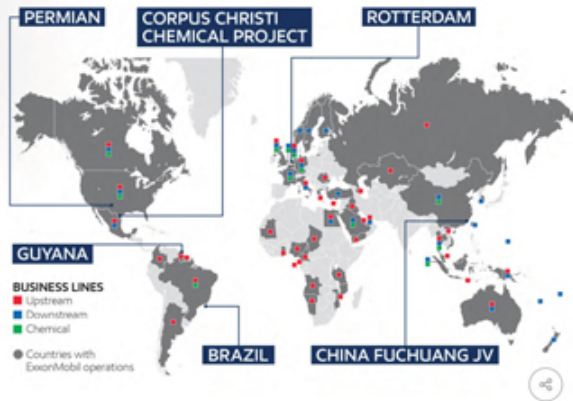 PERMIAN
CORPUS CHRISTI
CHEMICAL PROJECT
ROTTERDAM
GUYANA
BUSINESS LINES
Upstream
Downstream
Chemical
Countries with
ExxonMobil operations
BRAZIL
CHINA FUCHUANG JV